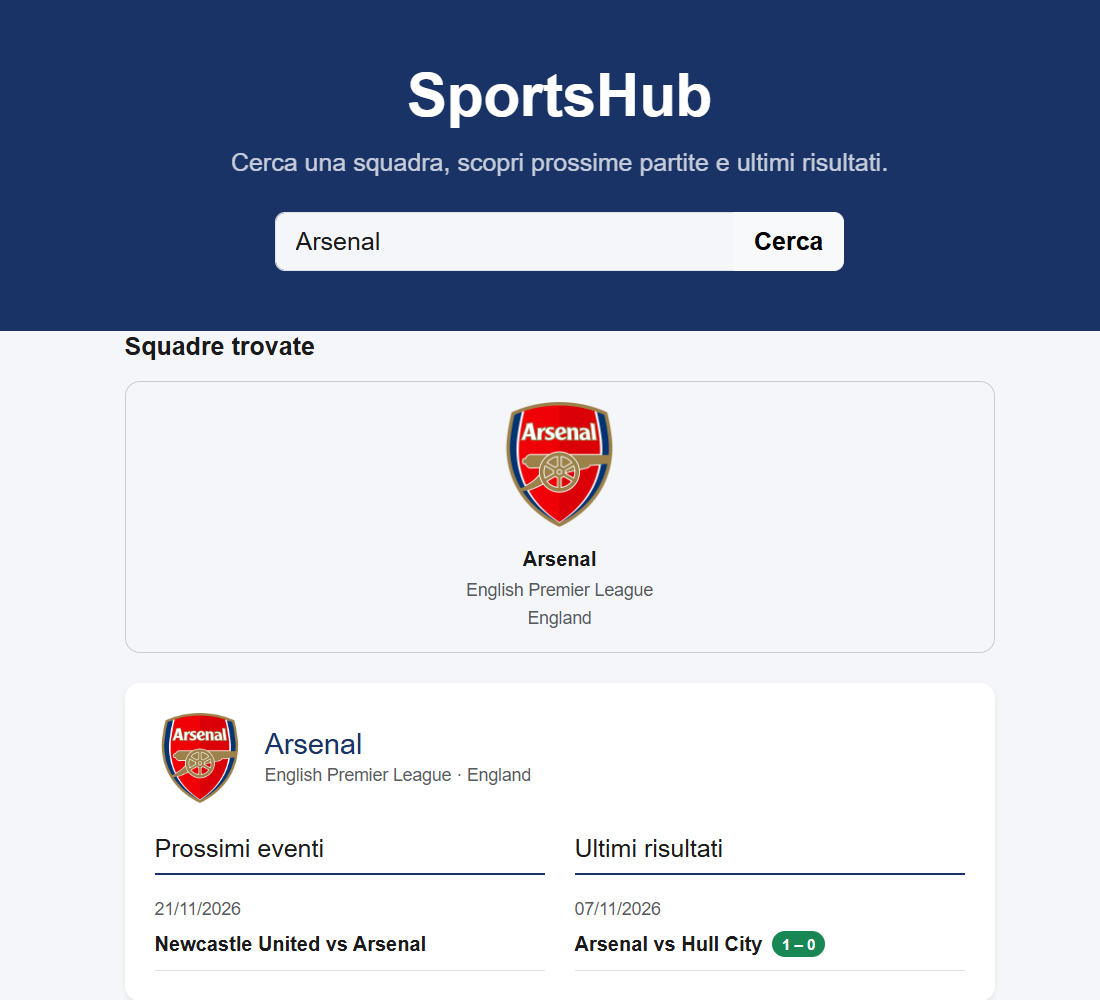 SportsHub
Cerca una squadra, scopri prossime partite e ultimi risultati.
Arsenal
Cerca
Squadre trovate
Arsenal
Arsenal
English Premier League
England
Arsenal
Arsenal
English Premier League · England
Prossimi eventi
21/11/2026
Newcastle United vs Arsenal
Ultimi risultati
07/11/2026
Arsenal vs Hull City 1 – 0